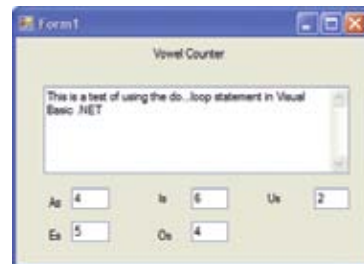 Form1
Vowel Counter
This is a test of using the do...loop statement in Visual
Basic .NET
As 4 Is 6 Us 2
Es 5 Os 4